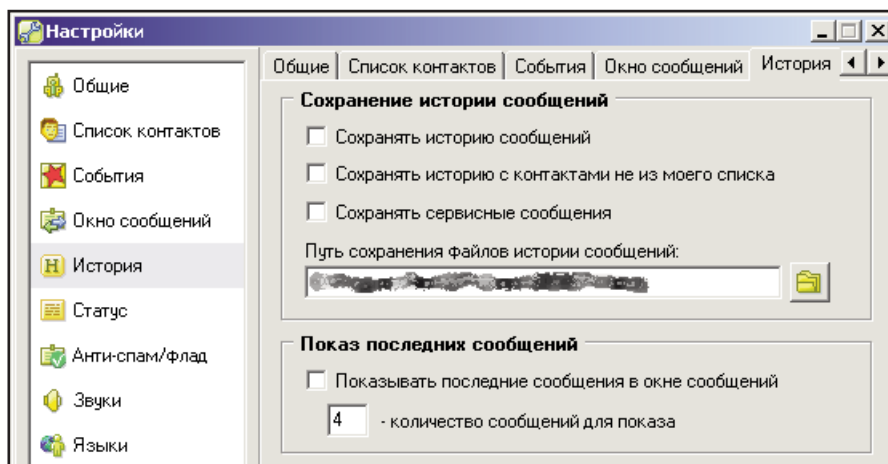 Настройки
Общие
Список контактов
События
Окно сообщений
История
Статус
Анти-спам/флад
Звуки
Языки
Общие Список контактов События Окно сообщений История
Сохранение истории сообщений
Сохранять историю сообщений
Сохранять историю с контактами не из моего списка
Сохранять сервисные сообщения
Путь сохранения файлов истории сообщений:
Показ последних сообщений
Показывать последние сообщения в окне сообщений
4 - количество сообщений для показа